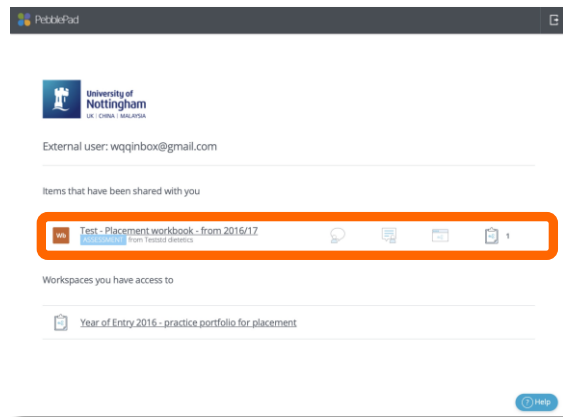 PebblePad
University of
Nottingham
UK | CHINA | MALAYSIA
External user: wqqinbox@gmail.com
Items that have been shared with you
Wb Test - Placement workbook - from 2016/17 1
ASSESSMENT from Teststd dietetics
Workspaces you have access to
Year of Entry 2016 - practice portfolio for placement
? Help